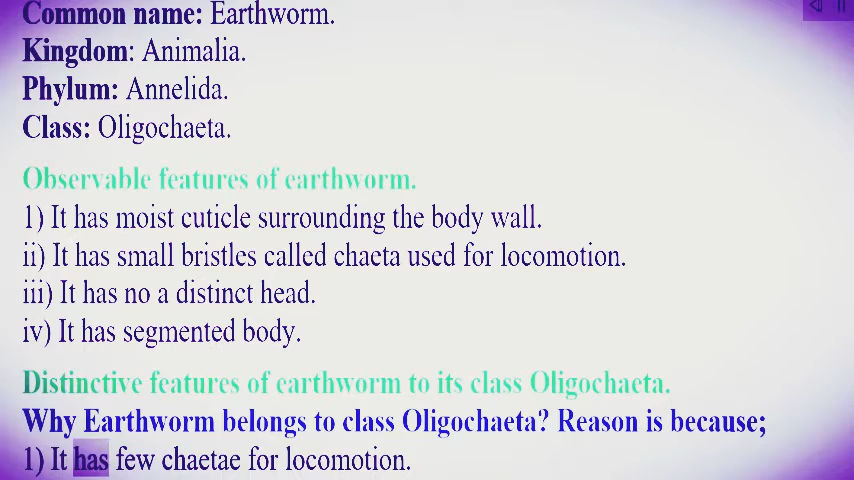 Common name: Earthworm.
Kingdom: Animalia.
Phylum: Annelida.
Class: Oligochaeta.
Observable features of earthworm.
1) It has moist cuticle surrounding the body wall.
ii) It has small bristles called chaeta used for locomotion.
iii) It has no a distinct head.
iv) It has segmented body.
Distinctive features of earthworm to its class Oligochaeta.
Why Earthworm belongs to class Oligochaeta? Reason is because;
1) It has few chaetae for locomotion.